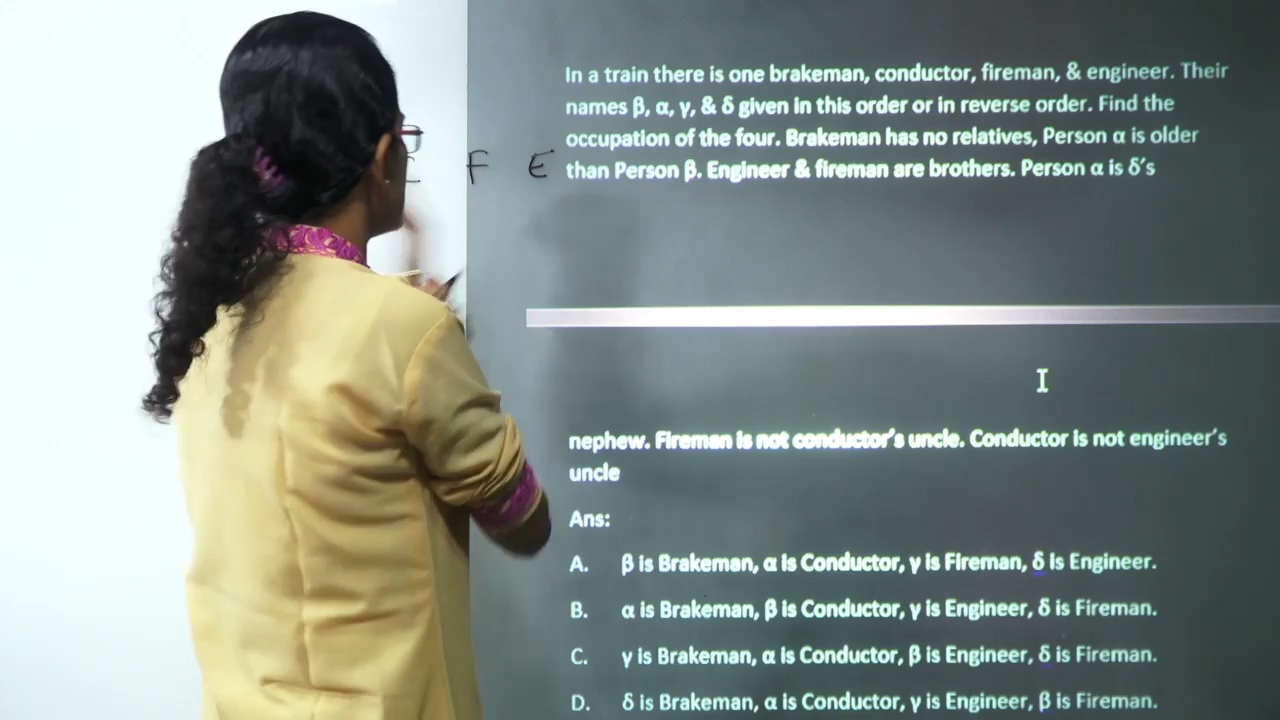 In a train there is one brakeman, conductor, fireman, & engineer. Their
names β, α, γ, & δ given in this order or in reverse order. Find the
occupation of the four. Brakeman has no relatives, Person α is older
F E than Person β. Engineer & fireman are brothers. Person α is δ’s
nephew. Fireman is not conductor’s uncle. Conductor is not engineer’s
uncle
Ans:
A. β is Brakeman, α is Conductor, γ is Fireman, δ is Engineer.
B. α is Brakeman, β is Conductor, γ is Engineer, δ is Fireman.
C. γ is Brakeman, α is Conductor, β is Engineer, δ is Fireman.
D. δ is Brakeman, α is Conductor, γ is Engineer, β is Fireman.